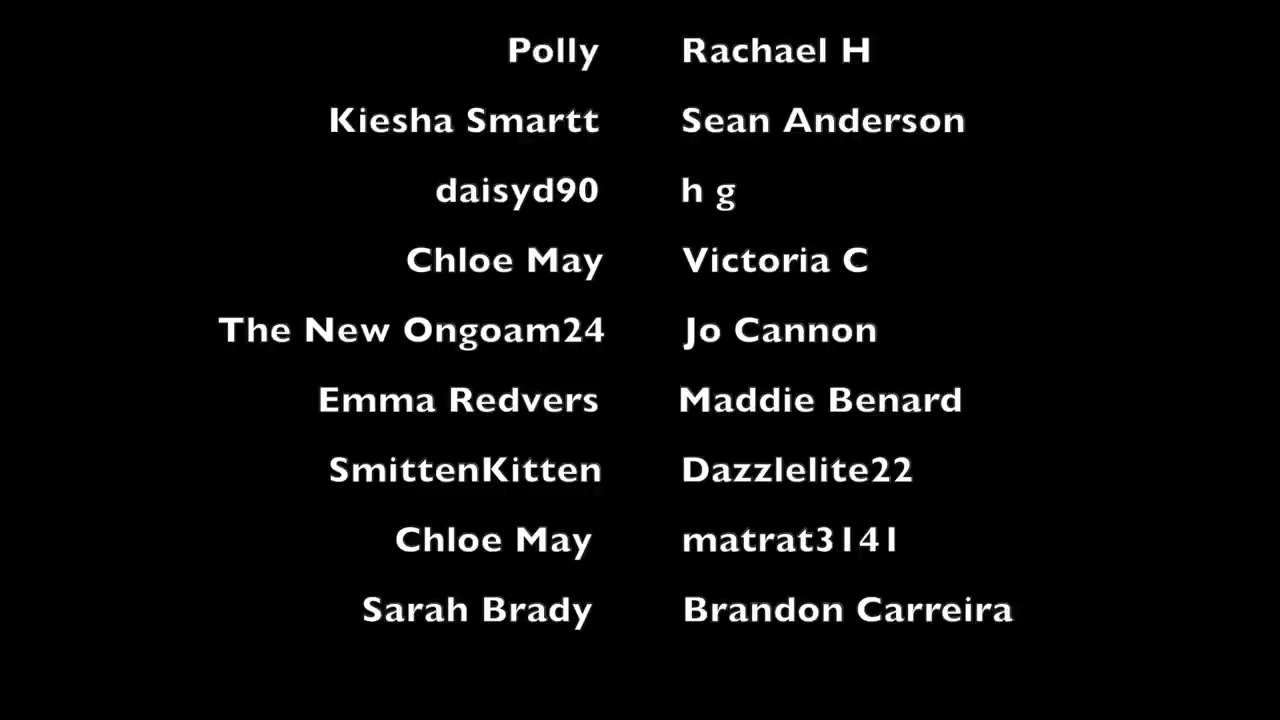 Polly Rachael H
Kiesha Smartt Sean Anderson
daisyd90 h g
Chloe May Victoria C
The New Ongoam24 Jo Cannon
Emma Redvers Maddie Benard
SmittenKitten Dazzlelite22
Chloe May matrat3141
Sarah Brady Brandon Carreira